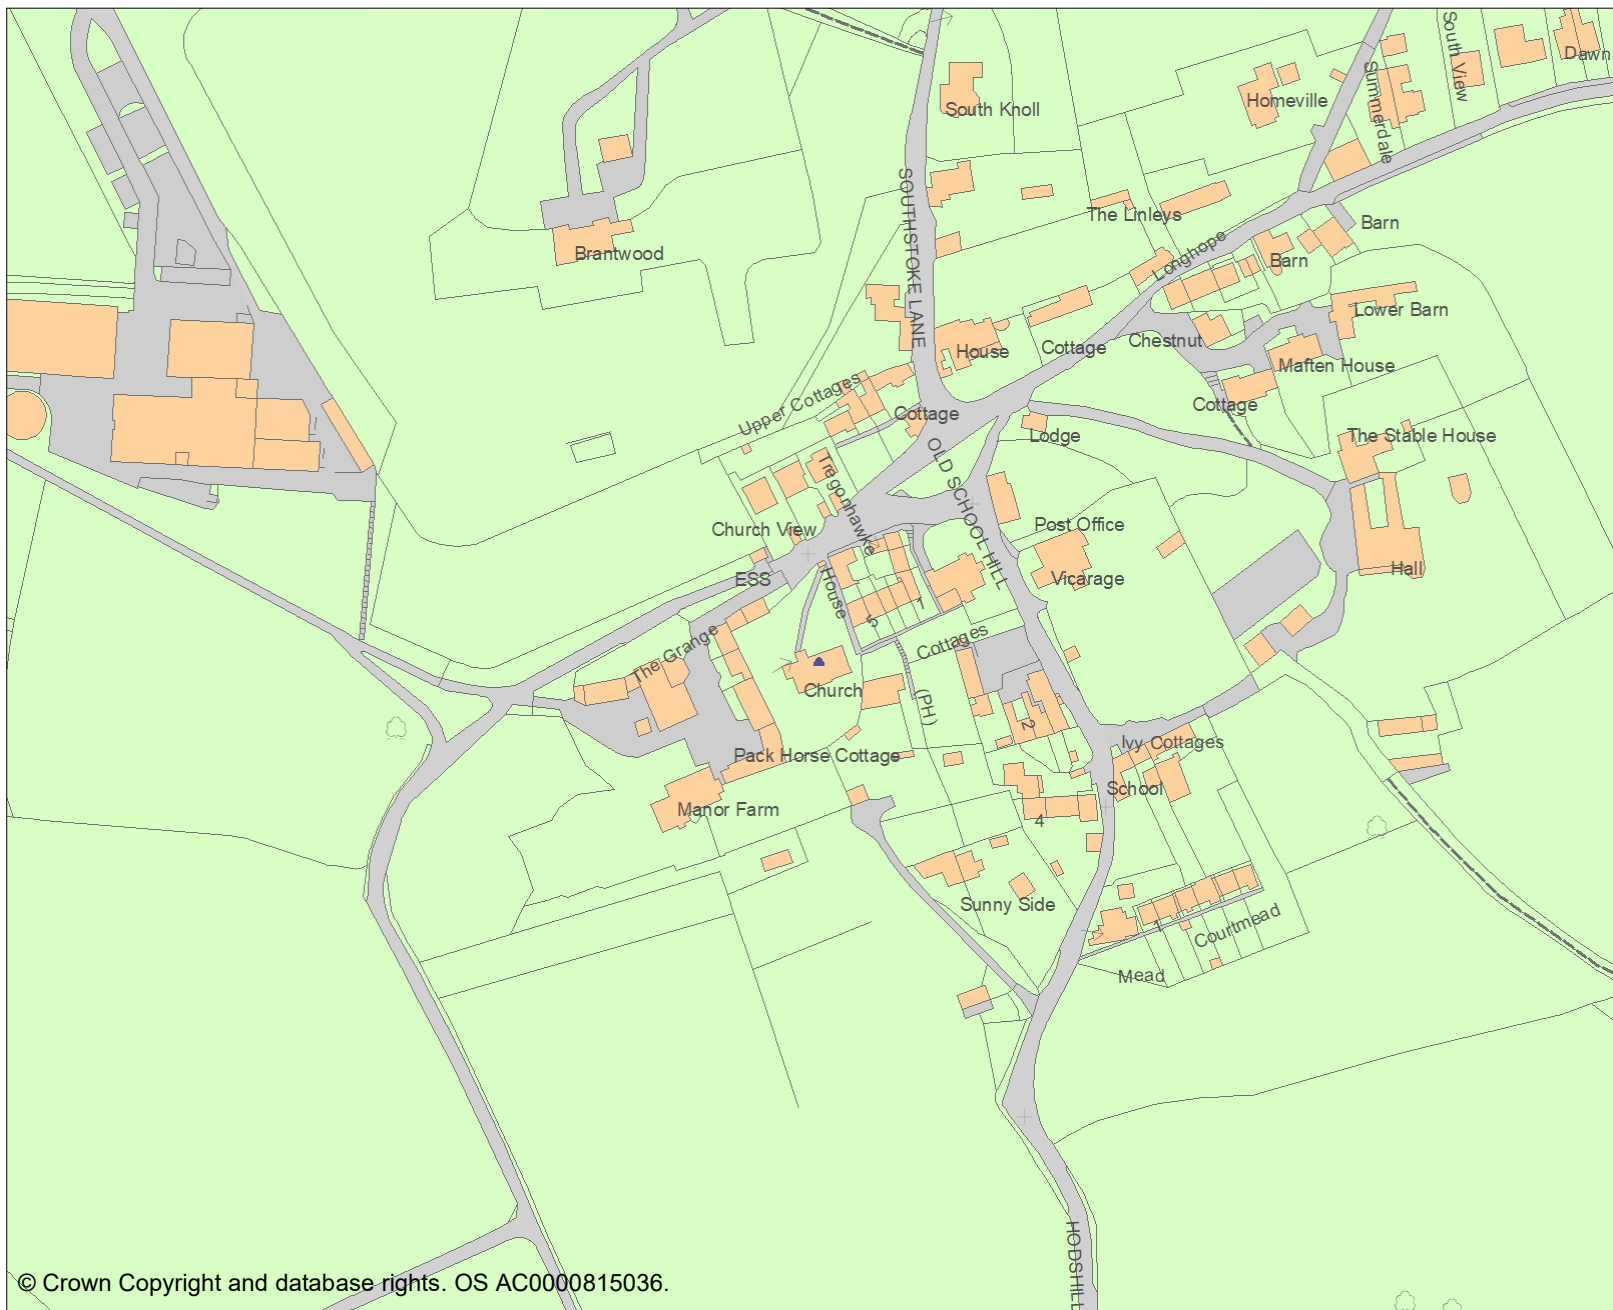 South View
Dawn
Summerdale
Homeville
South Knoll
SOUTHSTOKE LANE
The Linleys
Barn
Longhope
Barn
Brantwood
Lower Barn
House
Cottage
Chestnut
Maften House
Upper Cottages
Cottage
Cottage
Lodge
The Stable House
OLD SCHOOL HILL
Tregonhawke
Church View
Post Office
ESS
House
Vicarage
Hall
1
5
Cottages
The Grange
Church
(PH)
2
Ivy Cottages
Pack Horse Cottage
School
Manor Farm
4
Sunny Side
1
Courtmead
Mead
HODSHILL
© Crown Copyright and database rights. OS AC0000815036.